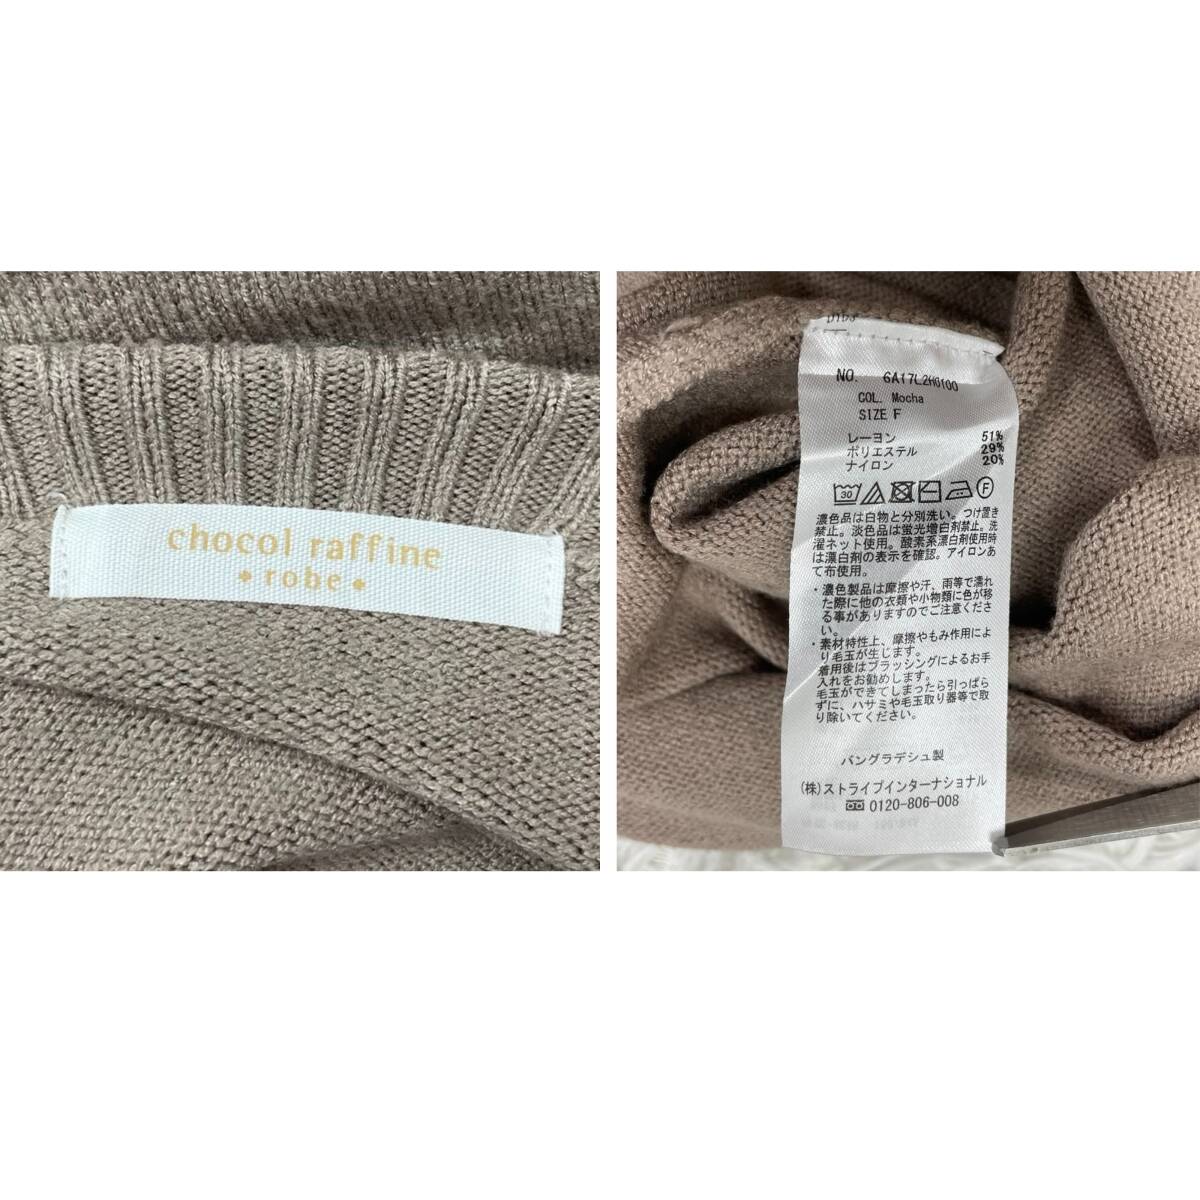 chocol raffine
robe
NO. 6A17L2H0100
COL. Mocha
SIZE F
レーヨン 51%
ポリエステル 29%
ナイロン 20%
30
F
濃色品は白物と分別洗い。つけ置き
禁止。淡色品は蛍光増白剤禁止。洗
濯ネット使用。酸素系漂白剤使用時
は漂白剤の表示を確認。アイロンあ
て布使用。
・濃色製品は摩擦や汗、雨等で濡れ
た際に他の衣類や小物類に色が移
る事がありますのでご注意くださ
い。
・素材特性上、摩擦やもみ作用によ
り毛玉が生じます。
着用後はブラッシングによるお手
入れをお勧めします。
毛玉ができてしまったら引っぱら
ずに、ハサミや毛玉取り器等で取
り除いてください。
バングラデシュ製
(株)ストライプインターナショナル
0120-806-008